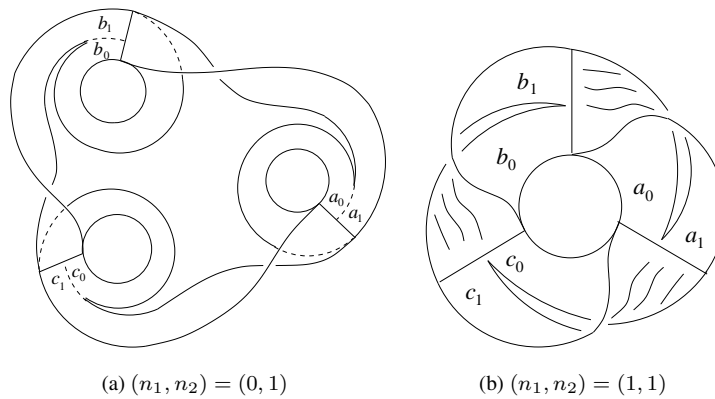 b₁
b₀
a₀
a₁
c₁ c₀
b₁
b₀
a₀
a₁
c₀
c₁
(a) (n₁, n₂) = (0, 1)
(b) (n₁, n₂) = (1, 1)